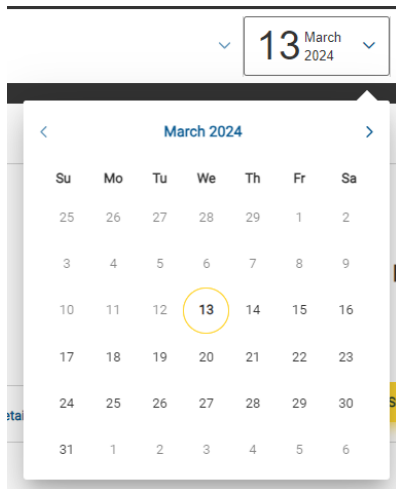 13 March
2024
March 2024
Su Mo Tu We Th Fr Sa
25 26 27 28 29 1 2
3 4 5 6 7 8 9
10 11 12 13 14 15 16
17 18 19 20 21 22 23
24 25 26 27 28 29 30
31 1 2 3 4 5 6
etai
S